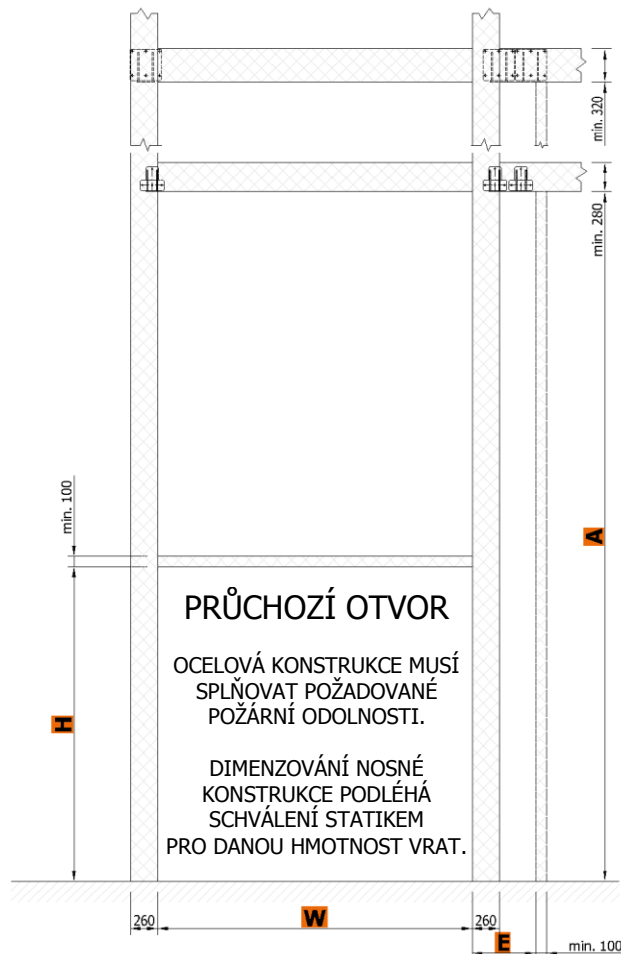 min. 320
min. 280
min. 100
A
PRŮCHOZÍ OTVOR
OCELOVÁ KONSTRUKCE MUSÍ
SPLŇOVAT POŽADOVANÉ
POŽÁRNÍ ODOLNOSTI.
H
DIMENZOVÁNÍ NOSNÉ
KONSTRUKCE PODLÉHÁ
SCHVÁLENÍ STATIKEM
PRO DANOU HMOTNOST VRAT.
260 W 260
E min. 100